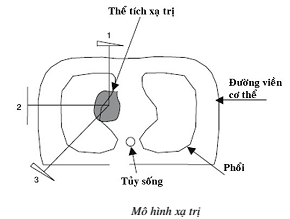 Thể tích xạ trị
1
Đường viền
cơ thể
2
3
Tủy sống
Phổi
Mô hình xạ trị